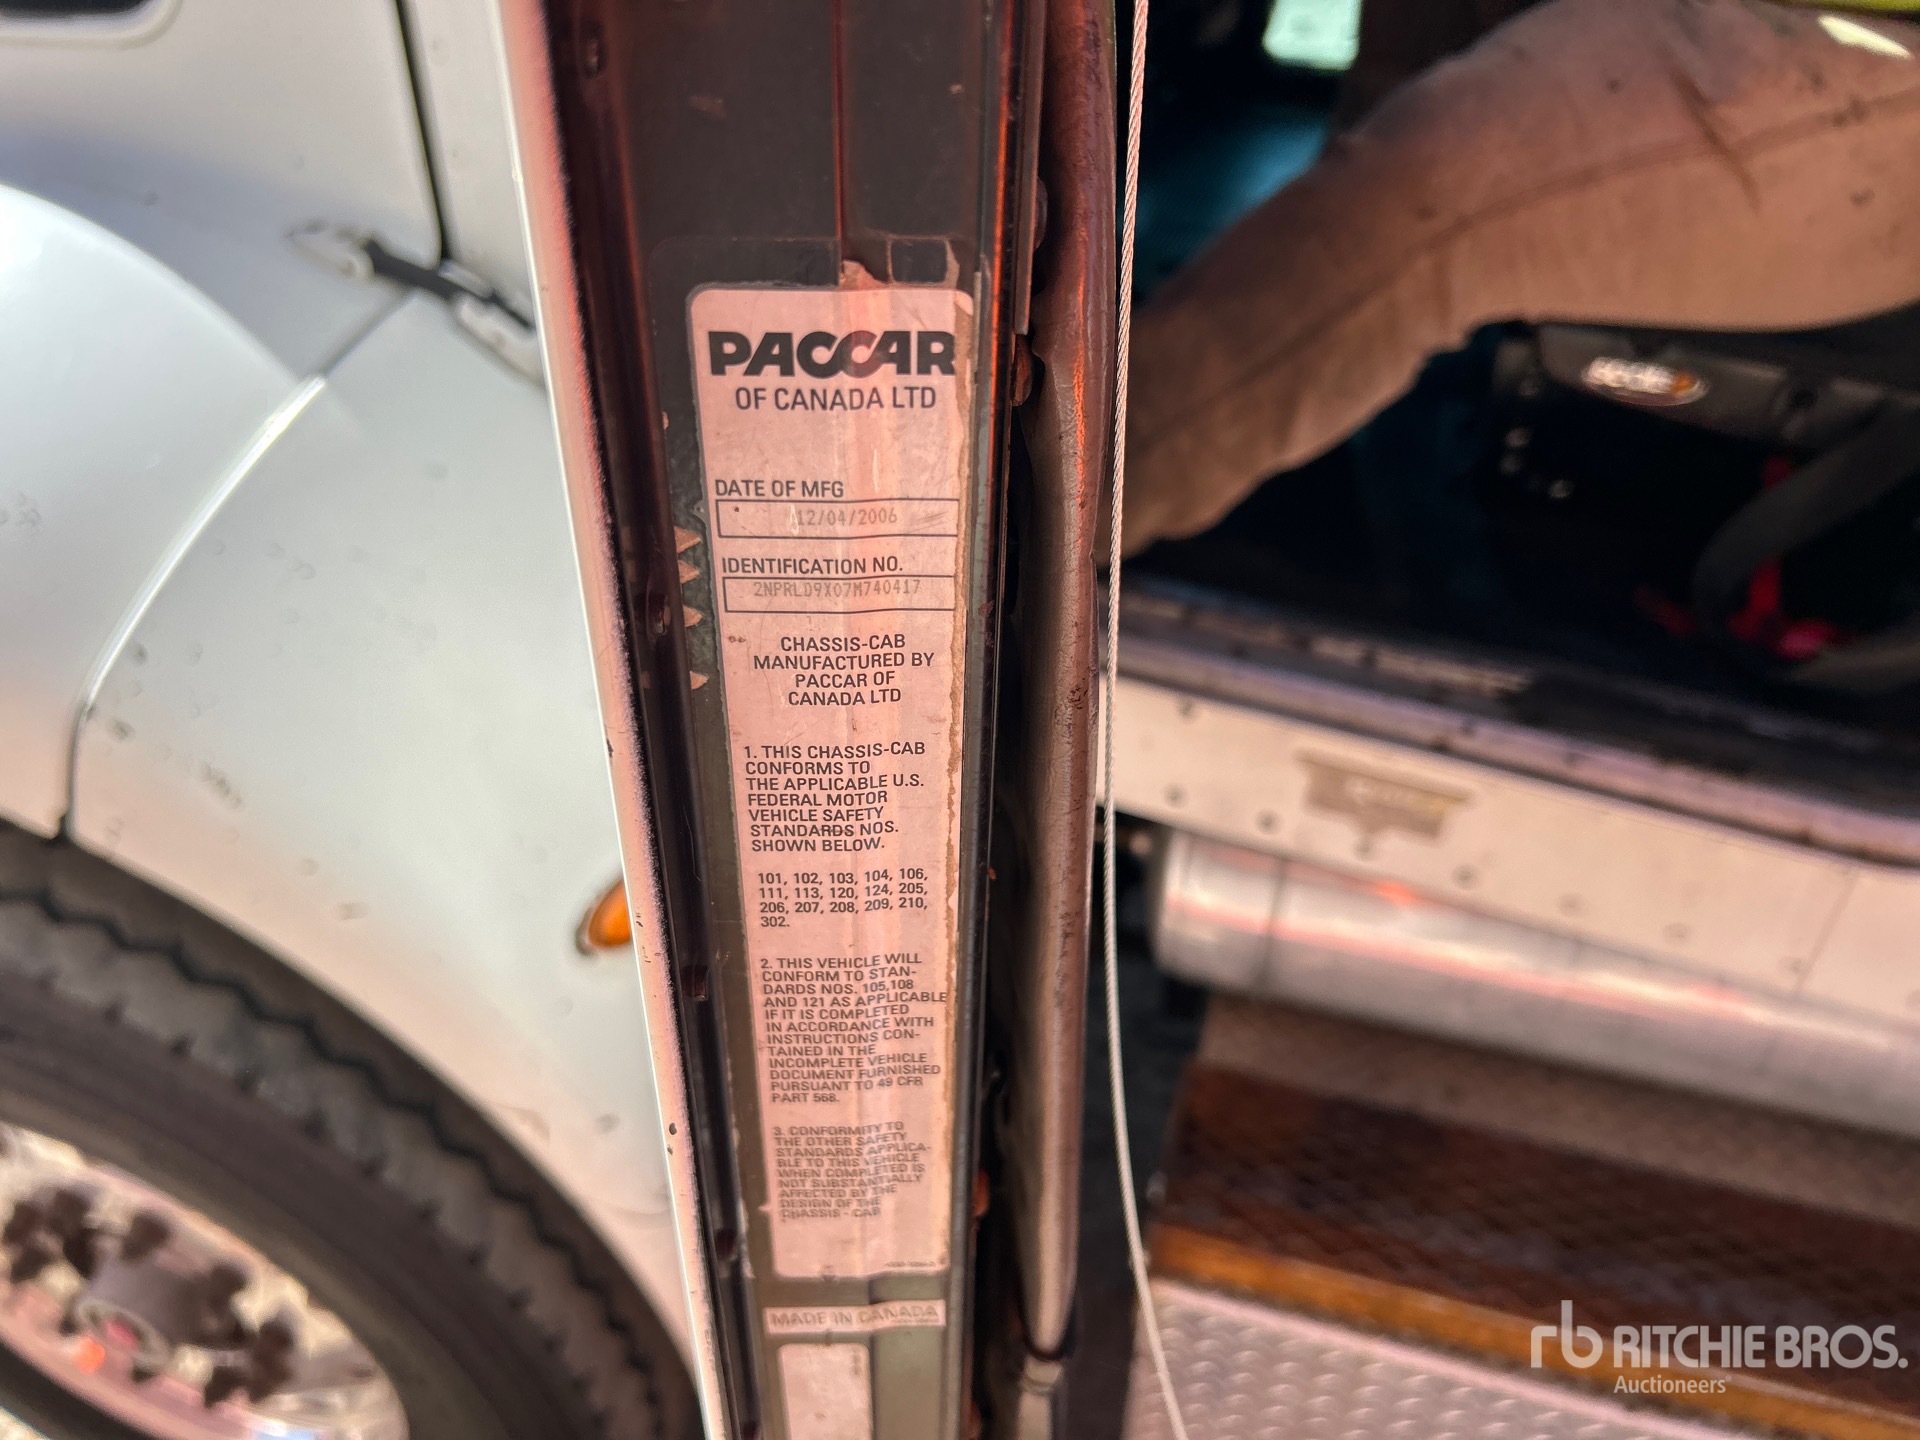 PACCAR
OF CANADA LTD
DATE OF MFG
12/04/2006
IDENTIFICATION NO.
2NPRLD9X07M740417
CHASSIS-CAB
MANUFACTURED BY
PACCAR OF
CANADA LTD
1. THIS CHASSIS-CAB
CONFORMS TO
THE APPLICABLE U.S.
FEDERAL MOTOR
VEHICLE SAFETY
STANDARDS NOS.
SHOWN BELOW.
101, 102, 103, 104, 106,
111, 113, 120, 124, 205,
206, 207, 208, 209, 210,
302.
2. THIS VEHICLE WILL
CONFORM TO STAN-
DARDS NOS. 105,108
AND 121 AS APPLICABLE
IF IT IS COMPLETED
IN ACCORDANCE WITH
INSTRUCTIONS CON-
TAINED IN THE
INCOMPLETE VEHICLE
DOCUMENT FURNISHED
PURSUANT TO 49 CFR
PART 568.
3. CONFORMITY TO
THE OTHER SAFETY
STANDARDS APPLICA-
BLE TO THIS VEHICLE
WHEN COMPLETED IS
NOT SUBSTANTIALLY
AFFECTED BY THE
DESIGN OF THE
CHASSIS-CAB
MADE IN CANADA
rb RITCHIE BROS.
Auctioneers